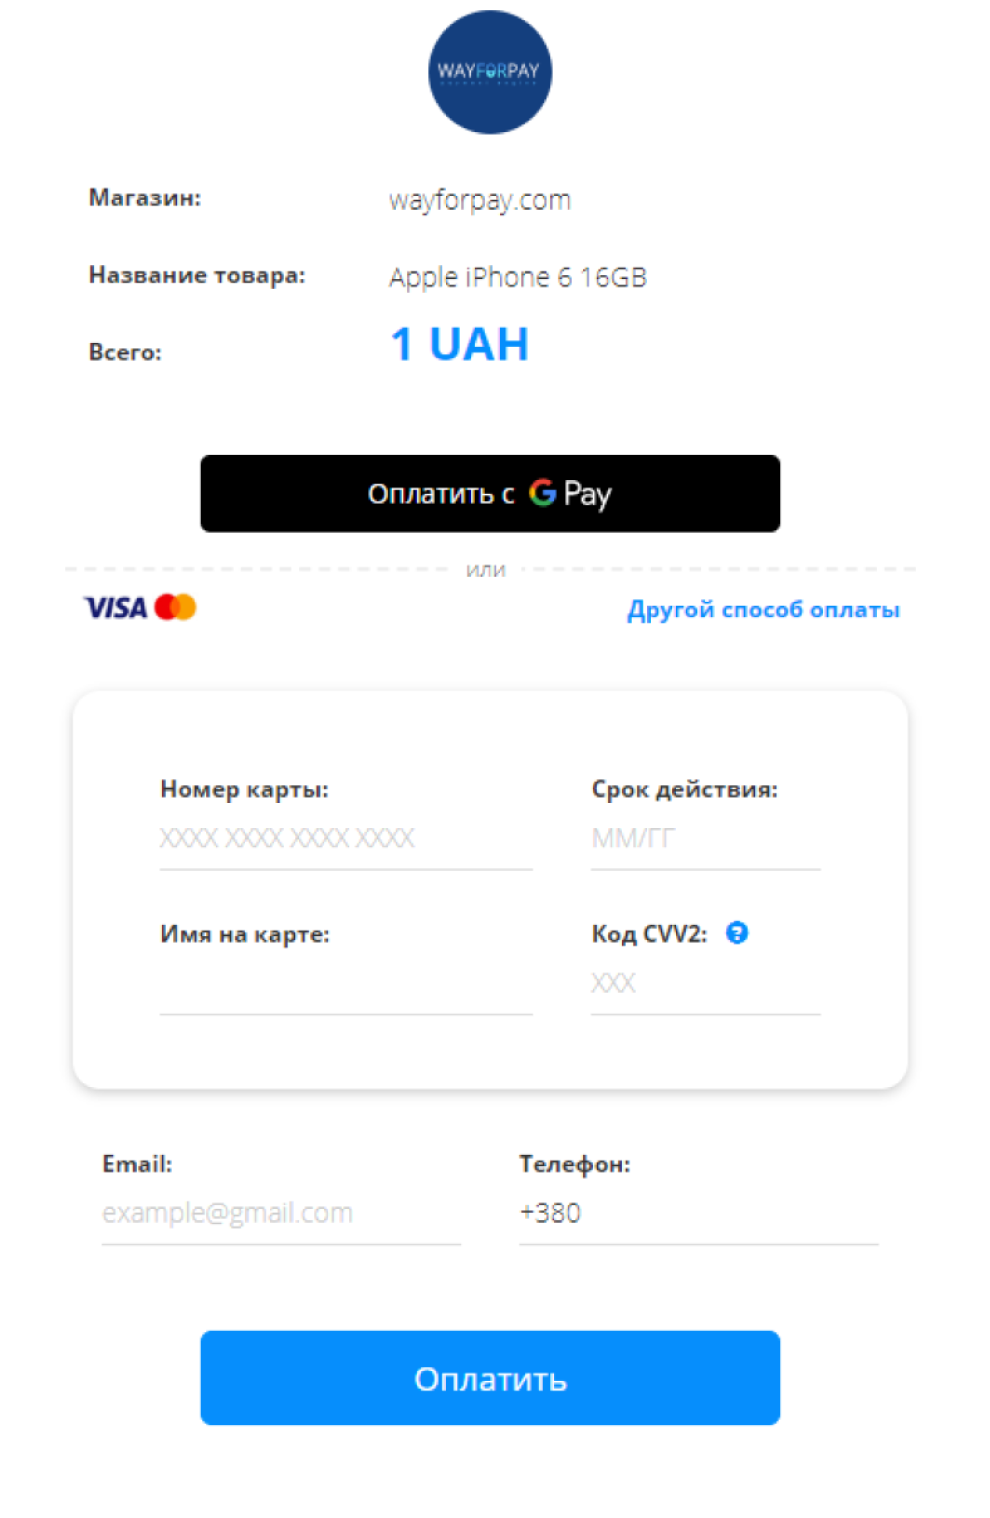 WAYFORPAY
Магазин: wayforpay.com
Название товара: Apple iPhone 6 16GB
Всего: 1 UAH
Оплатить с G Pay
или
VISA Другой способ оплаты
Номер карты: Срок действия:
XXXX XXXX XXXX XXXX ММ/ГГ
Имя на карте: Код CVV2: ?
XXX
Email: Телефон:
example@gmail.com +380
Оплатить